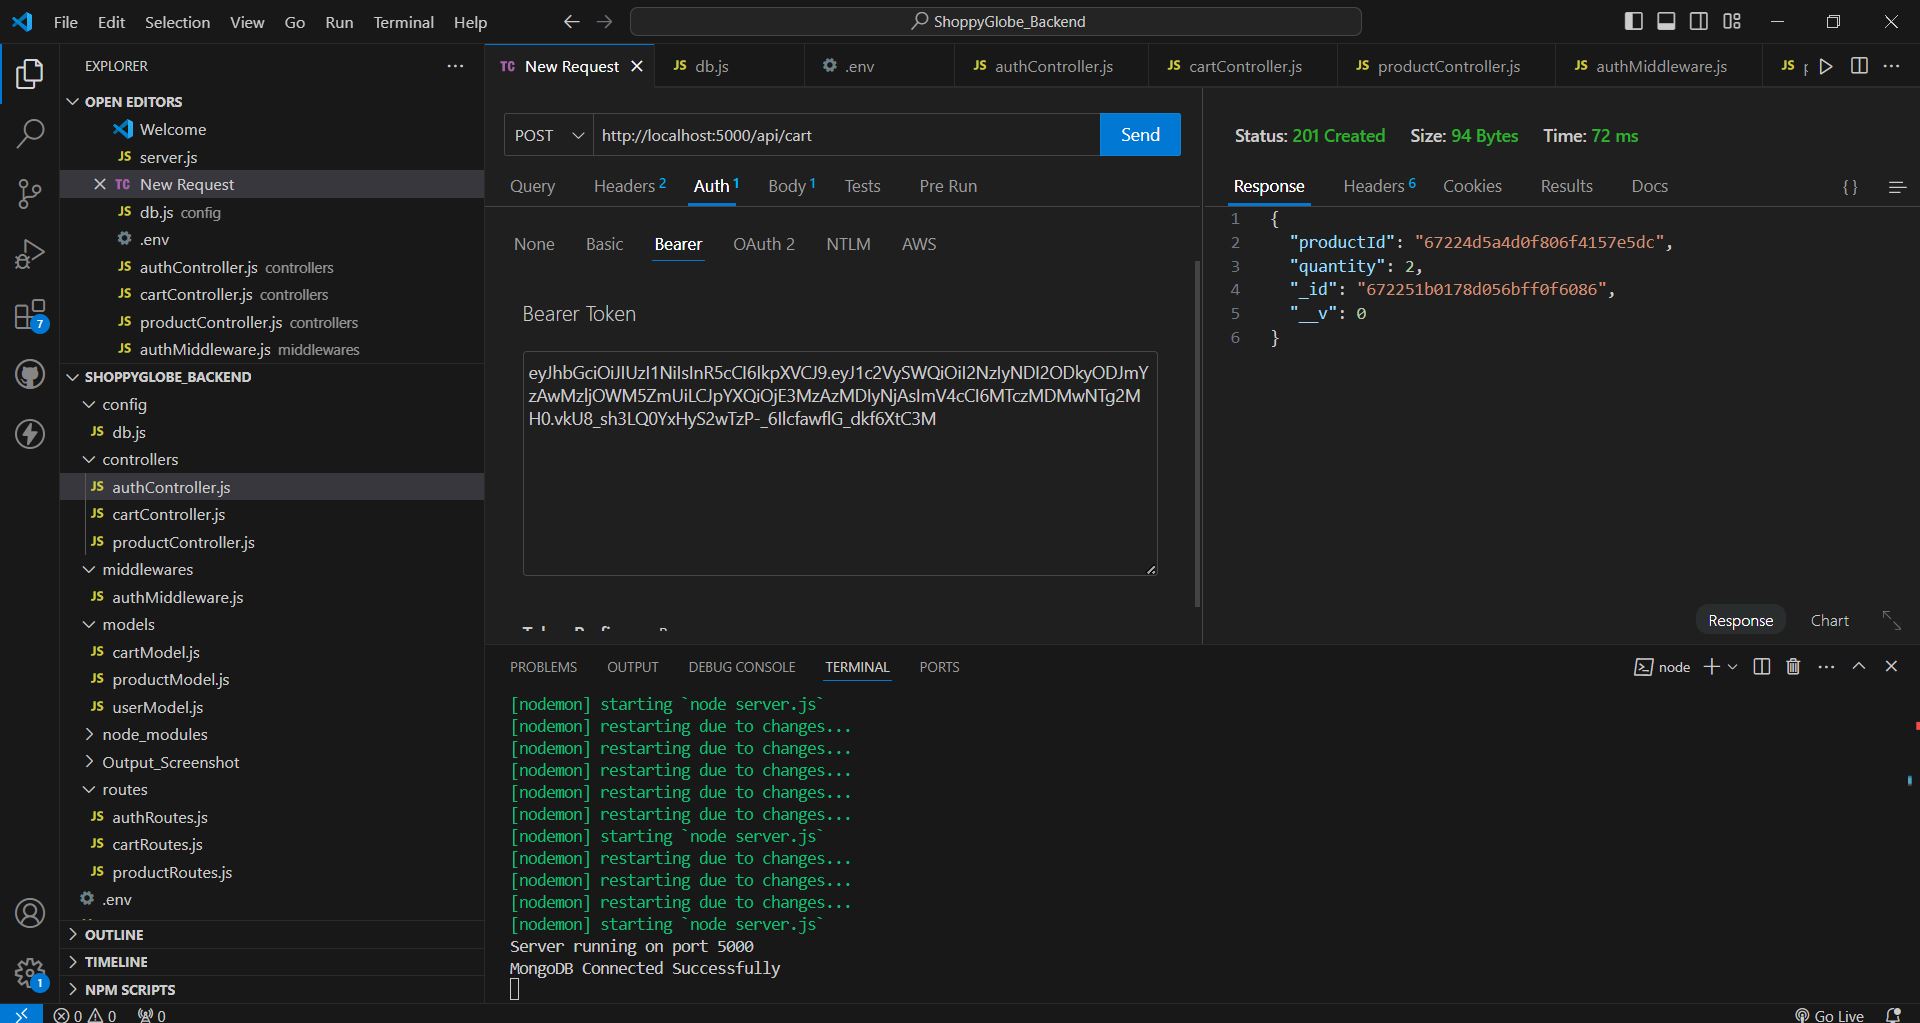 File Edit Selection View Go Run Terminal Help
ShoppyGlobe_Backend
EXPLORER
OPEN EDITORS
Welcome
JS server.js
TC New Request
JS db.js config
.env
JS authController.js controllers
JS cartController.js controllers
JS productController.js controllers
JS authMiddleware.js middlewares
SHOPPYGLOBE_BACKEND
config
JS db.js
controllers
JS authController.js
JS cartController.js
JS productController.js
middlewares
JS authMiddleware.js
models
JS cartModel.js
JS productModel.js
JS userModel.js
node_modules
Output_Screenshot
routes
JS authRoutes.js
JS cartRoutes.js
JS productRoutes.js
.env
OUTLINE
TIMELINE
NPM SCRIPTS
7
1
TC New Request
JS db.js
.env
JS authController.js
JS cartController.js
JS productController.js
JS authMiddleware.js
JS
POST http://localhost:5000/api/cart Send
Query Headers 2 Auth 1 Body 1 Tests Pre Run
None Basic Bearer OAuth 2 NTLM AWS
Bearer Token
eyJhbGciOiJIUzI1NiIsInR5cCI6IkpXVCJ9.eyJ1c2VySWQiOiI2NzIyNDI2ODkyODJmY
zAwMzljOWM5ZmUiLCJpYXQiOjE3MzAzMDIyNjAsImV4cCI6MTczMDMwNTg2M
H0.vkU8_sh3LQ0YxHyS2wTzP-_6IlcfawflG_dkf6XtC3M
Status: 201 Created Size: 94 Bytes Time: 72 ms
Response Headers 6 Cookies Results Docs { }
1 {
2 "productId": "67224d5a4d0f806f4157e5dc",
3 "quantity": 2,
4 "_id": "672251b0178d056bff0f6086",
5 "__v": 0
6 }
Response Chart
PROBLEMS OUTPUT DEBUG CONSOLE TERMINAL PORTS
node
[nodemon] starting `node server.js`
[nodemon] restarting due to changes...
[nodemon] restarting due to changes...
[nodemon] restarting due to changes...
[nodemon] restarting due to changes...
[nodemon] restarting due to changes...
[nodemon] starting `node server.js`
[nodemon] restarting due to changes...
[nodemon] restarting due to changes...
[nodemon] restarting due to changes...
[nodemon] starting `node server.js`
Server running on port 5000
MongoDB Connected Successfully
0 0 0
Go Live